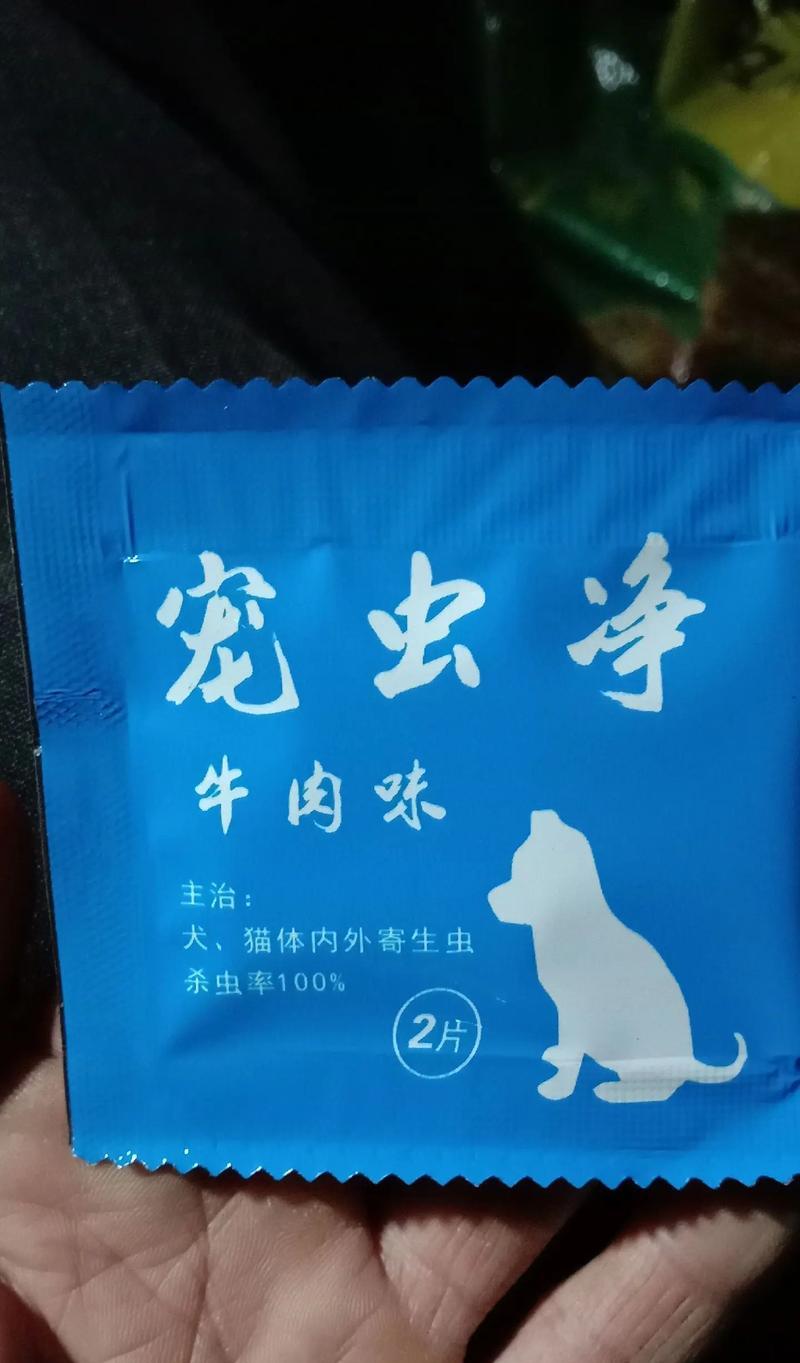 宠虫净
牛肉味
主治：
犬、猫体内外寄生虫
杀虫率100%
2片